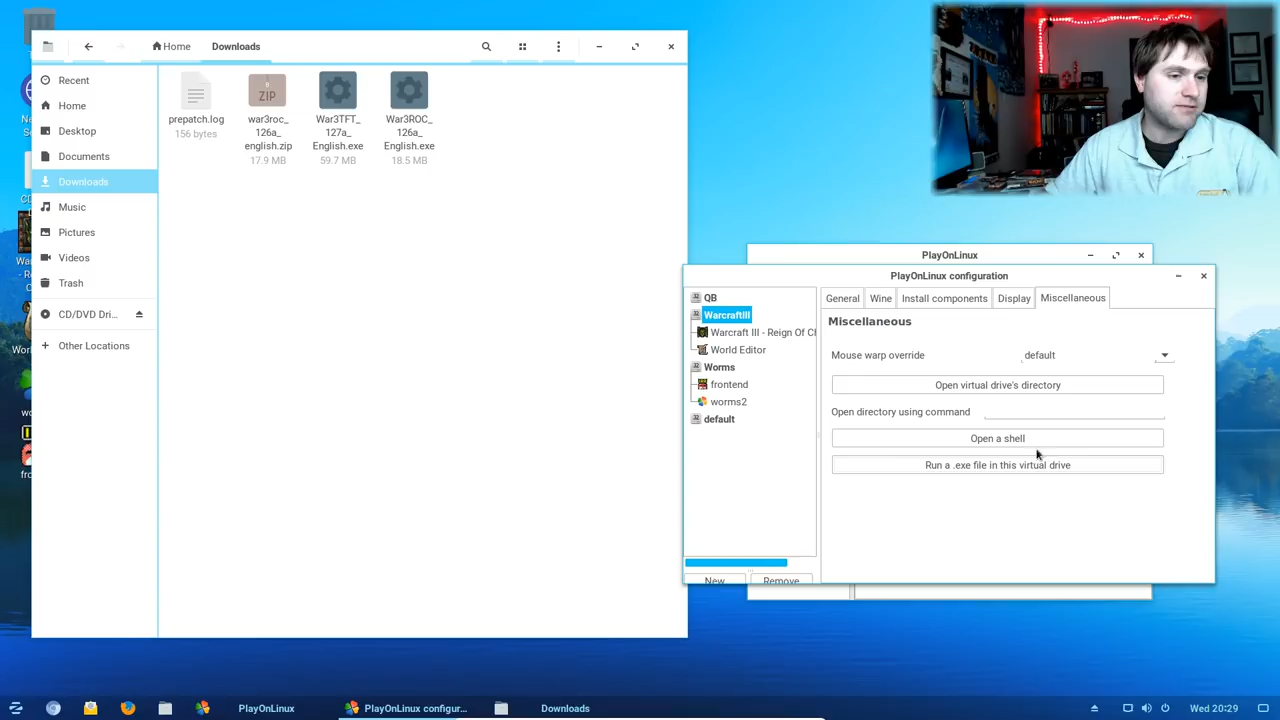 Home
Downloads
Recent
Home
Desktop
Documents
Downloads
Music
Pictures
Videos
Trash
CD/DVD Dri...
Other Locations
prepatch.log
156 bytes
ZIP
war3roc_
126a_
english.zip
17.9 MB
War3TFT_
127a_
English.exe
59.7 MB
War3ROC_
126a_
English.exe
18.5 MB
PlayOnLinux
PlayOnLinux configuration
QB
WarcraftIII
Warcraft III - Reign Of Cl
World Editor
Worms
frontend
worms2
default
New
Remove
General
Wine
Install components
Display
Miscellaneous
Miscellaneous
Mouse warp override
default
Open virtual drive's directory
Open directory using command
Open a shell
Run a .exe file in this virtual drive
PlayOnLinux
PlayOnLinux configur...
Downloads
Wed 20:29